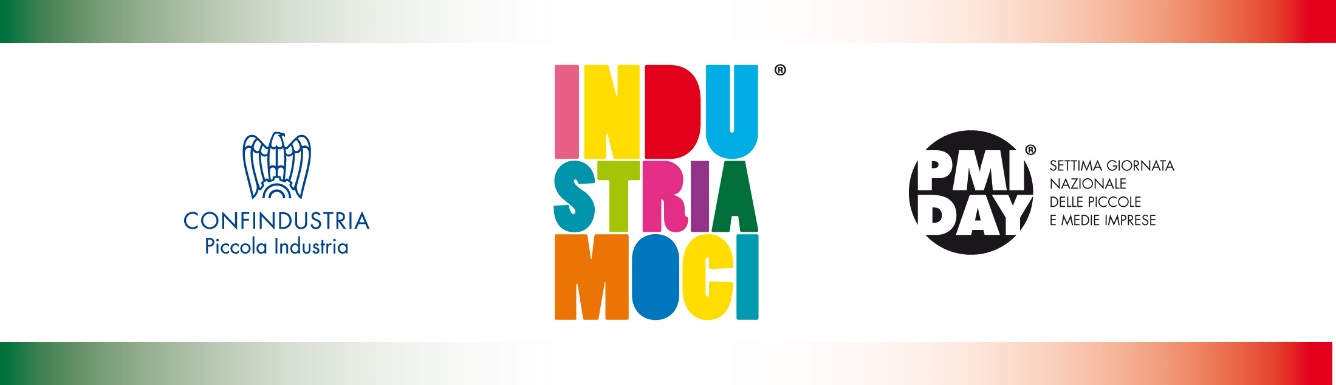 CONFINDUSTRIA
Piccola Industria
INDU®
STRIA
MOCI
PMI®
DAY
SETTIMA GIORNATA
NAZIONALE
DELLE PICCOLE
E MEDIE IMPRESE